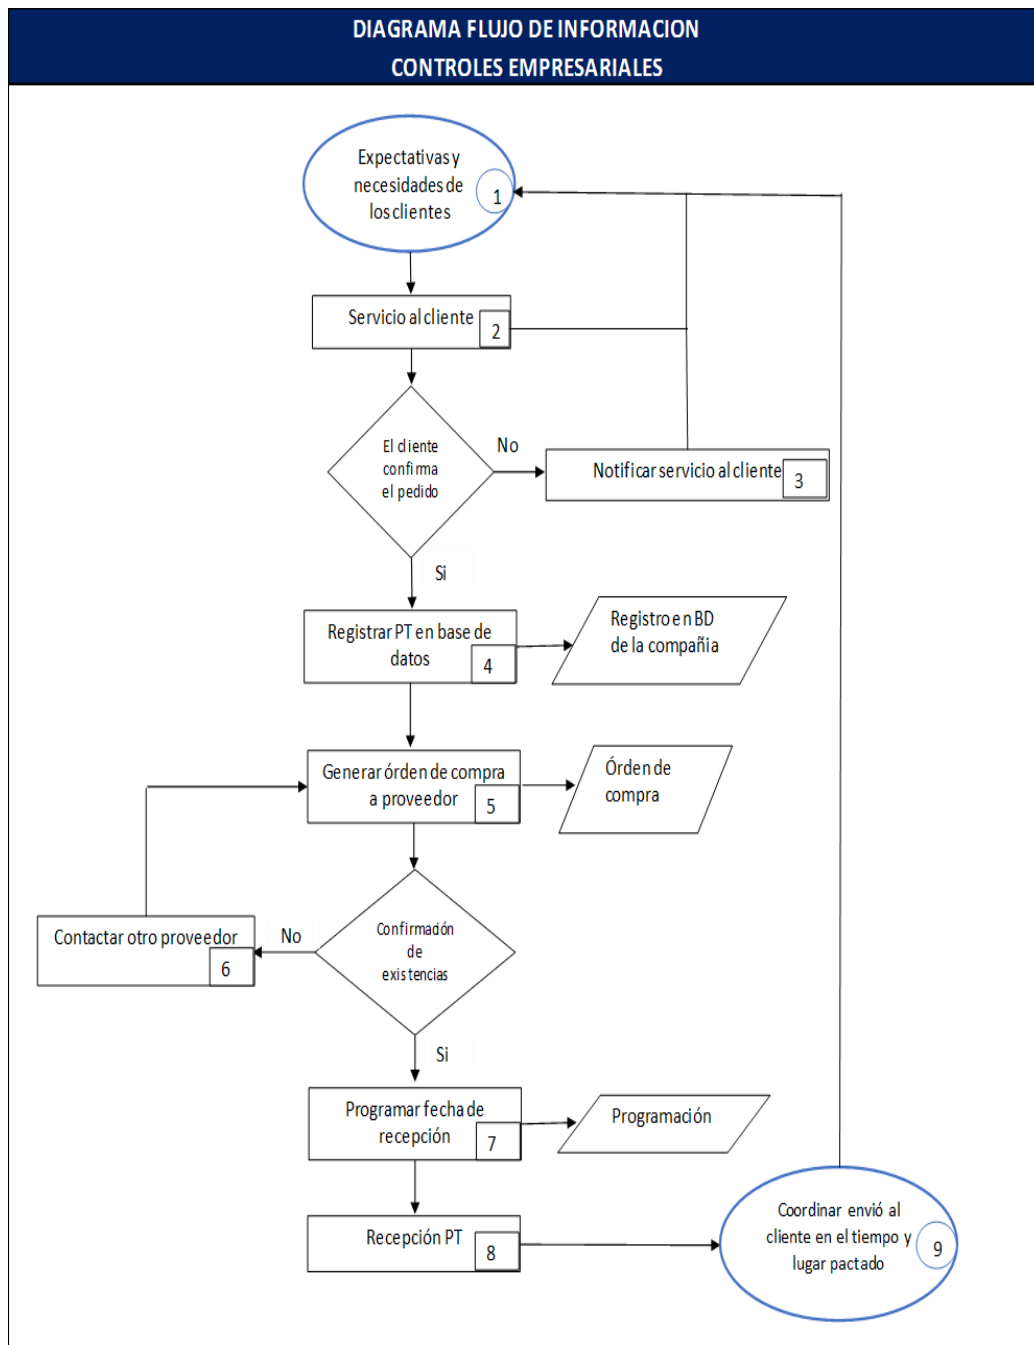 DIAGRAMA FLUJO DE INFORMACION
CONTROLES EMPRESARIALES
Expectativas y
necesidades de
los clientes
1
Servicio al cliente
2
El cliente
confirma
el pedido
No
Notificar servicio al cliente
3
Si
Registrar PT en base de
datos
4
Registro en BD
de la compañia
Generar órden de compra
a proveedor
5
Órden de
compra
Contactar otro proveedor
6
No
Confirmación
de
existencias
Si
Programar fecha de
recepción
7
Programación
Recepción PT
8
Coordinar envió al
cliente en el tiempo y
lugar pactado
9